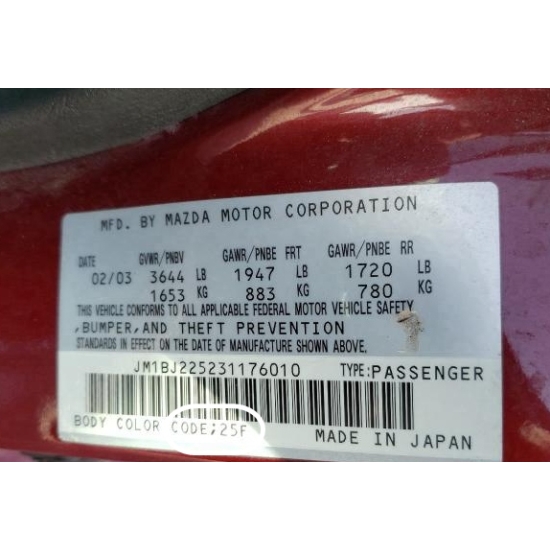 MFD. BY MAZDA MOTOR CORPORATION
GVWR/PNBV GAWR/PNBE FRT GAWR/PNBE RR
02/03 3644 LB 1947 LB 1720 LB
1653 KG 883 KG 780 KG
THIS VEHICLE CONFORMS TO ALL APPLICABLE FEDERAL MOTOR VEHICLE SAFETY
,BUMPER,AND THEFT PREVENTION
STANDARDS IN EFFECT ON THE DATE OF MANUFACTURE SHOWN ABOVE.
JM1BJ225231176010 TYPE:PASSENGER
BODY COLOR CODE;25F MADE IN JAPAN